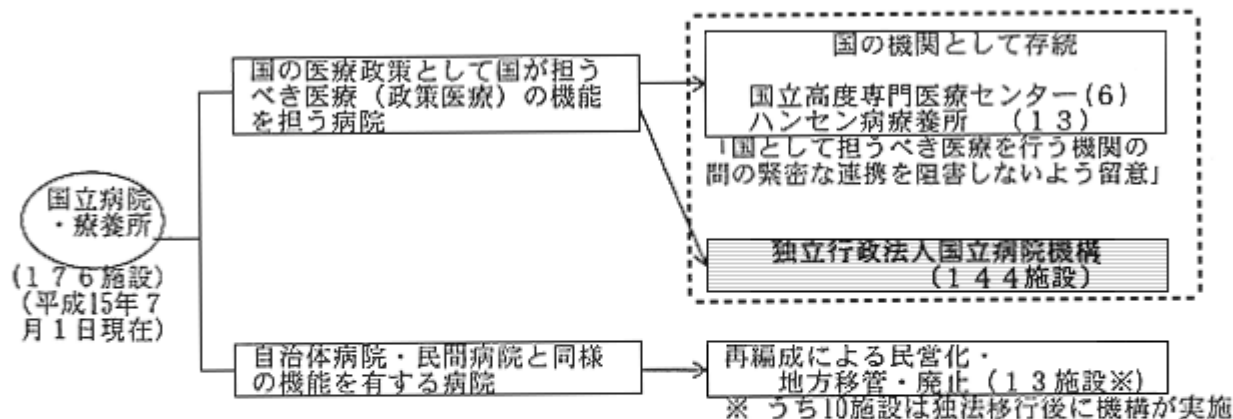 国立病院
・療養所
(176施設)
(平成15年7
月1日現在)
国の医療政策として国が担う
べき医療(政策医療)の機能
を担う病院
国の機関として存続
国立高度専門医療センター(6)
ハンセン病療養所 (13)
「国として担うべき医療を行う機関の
間の緊密な連携を阻害しないよう留意」
独立行政法人国立病院機構
(144施設)
自治体病院・民間病院と同様
の機能を有する病院
再編成による民営化・
地方移管・廃止(13施設※)
※ うち10施設は独法移行後に機構が実施